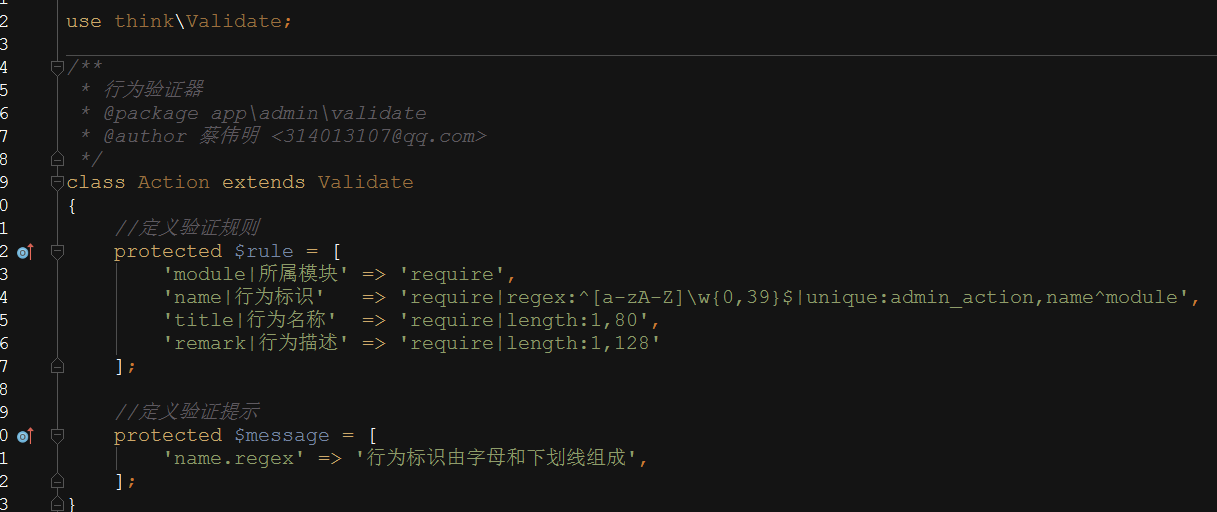 2 use think\Validate;
3
4 /**
5  * 行为验证器
6  * @package app\admin\validate
7  * @author 蔡伟明 <314013107@qq.com>
8  */
9 class Action extends Validate
0 {
1     //定义验证规则
2     protected $rule = [
3         'module|所属模块' => 'require',
4         'name|行为标识'   => 'require|regex:^[a-zA-Z]\w{0,39}$|unique:admin_action,name^module',
5         'title|行为名称'  => 'require|length:1,80',
6         'remark|行为描述' => 'require|length:1,128'
7     ];
8
9     //定义验证提示
0     protected $message = [
1         'name.regex' => '行为标识由字母和下划线组成',
2     ];
3 }